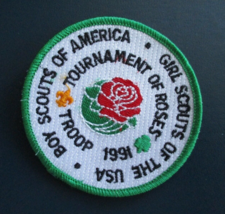 BOY SCOUTS OF AMERICA • GIRL SCOUTS OF THE USA •
TOURNAMENT OF ROSES
TROOP 1991